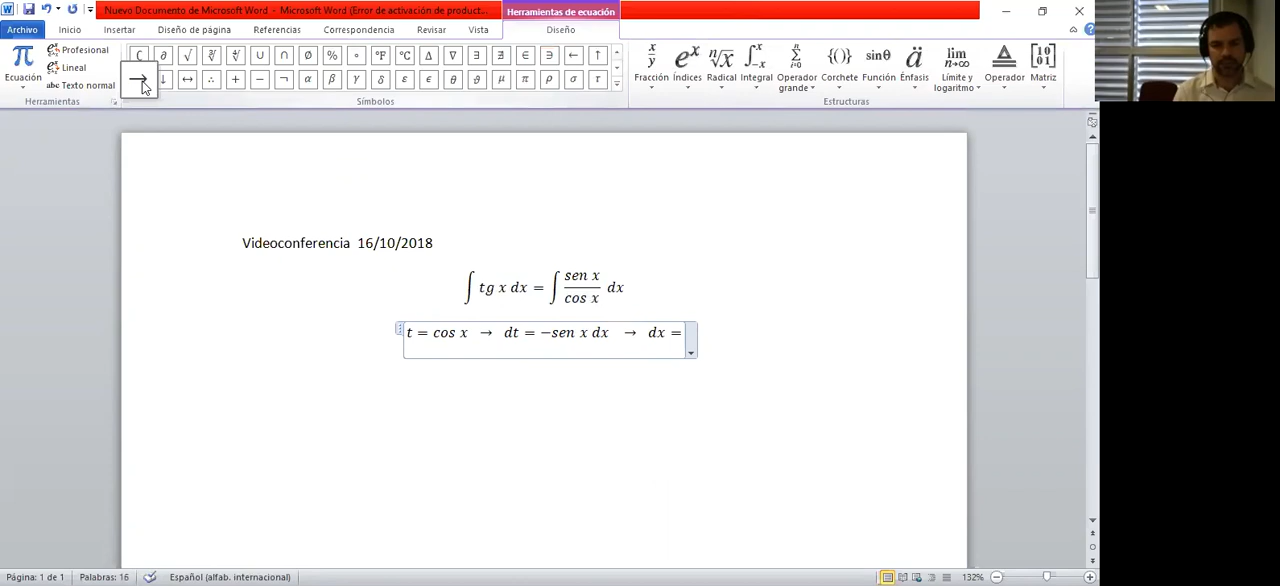 Nuevo Documento de Microsoft Word - Microsoft Word (Error de activación de product...
Herramientas de ecuación
Archivo Inicio Insertar Diseño de página Referencias Correspondencia Revisar Vista Diseño
π Ecuación
Profesional
Lineal
abc Texto normal
∂ √ ∛ ∜ ∪ ∩ ∅ % ° °F °C ∆ ∇ ∃ ∄ ∈ ∋ ← ↑
→ ↓ ↔ ∴ + − ¬ α β γ δ ε ϵ θ ϑ μ π ρ σ τ
Fracción Índices Radical Integral Operador grande Corchete Función Énfasis Límite y logaritmo Operador Matriz
Herramientas Símbolos Estructuras
Videoconferencia 16/10/2018
∫ tg x dx = ∫ sen x / cos x dx
t = cos x → dt = −sen x dx → dx =
Página: 1 de 1 Palabras: 16 Español (alfab. internacional) 132%